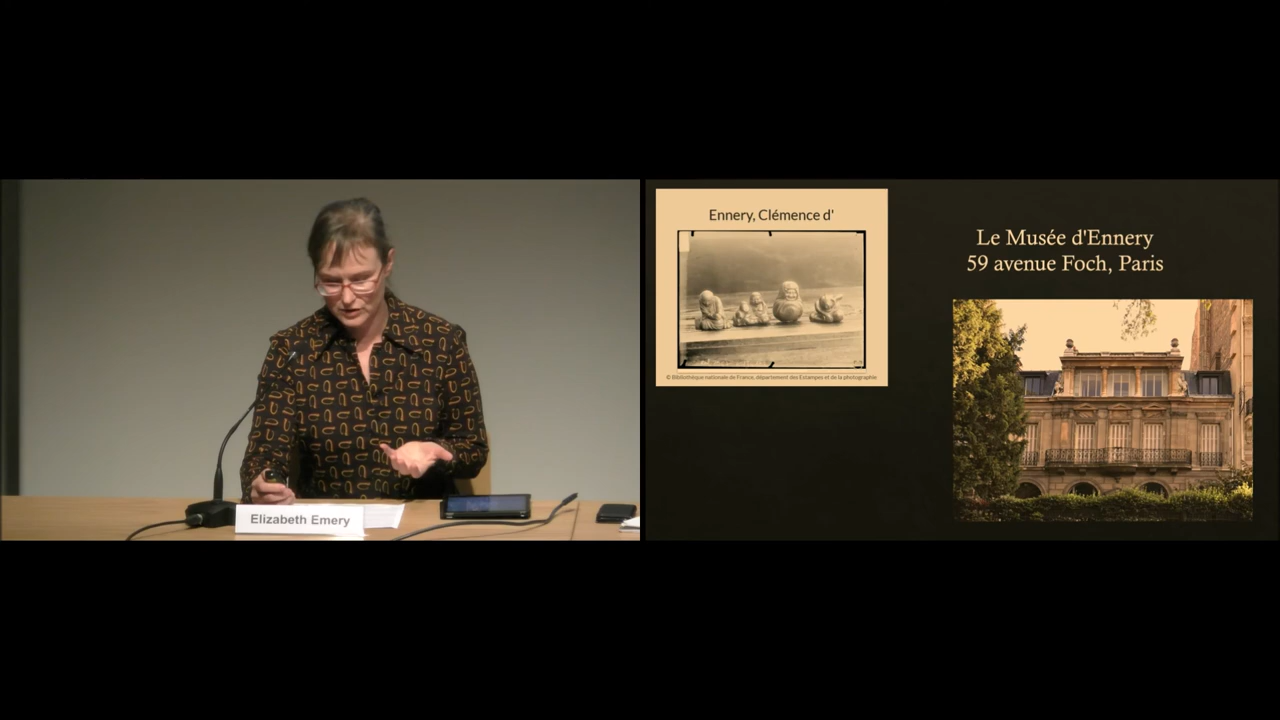 Elizabeth Emery
Ennery, Clémence d'
© Bibliothèque nationale de France, département des Estampes et de la photographie
Le Musée d'Ennery
59 avenue Foch, Paris